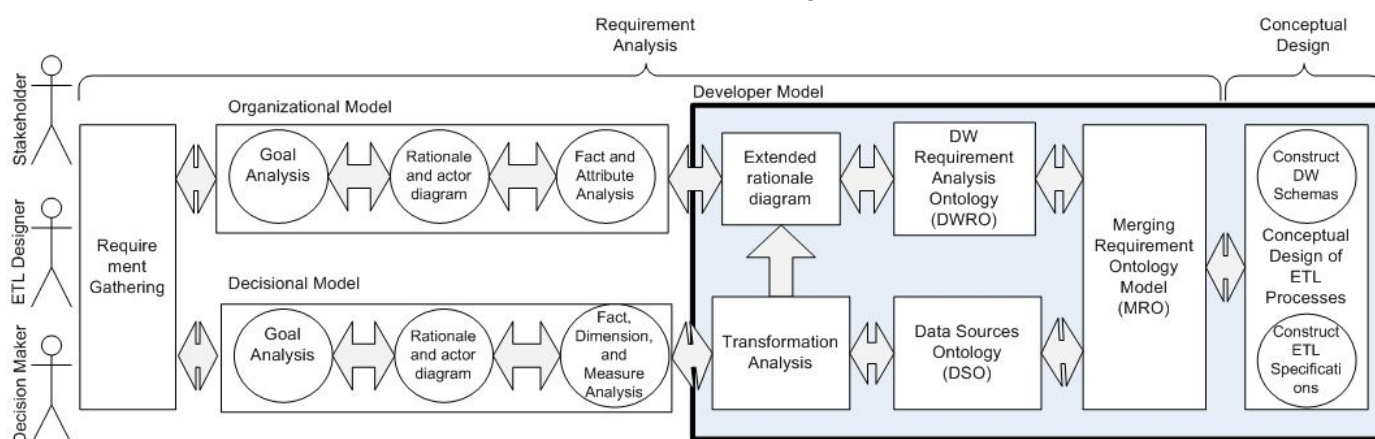 Requirement
Analysis
Conceptual
Design
Stakeholder
ETL Designer
Decision Maker
Require
ment
Gathering
Organizational Model
Goal
Analysis
Rationale
and actor
diagram
Fact and
Attribute
Analysis
Decisional Model
Goal
Analysis
Rationale
and actor
diagram
Fact,
Dimension,
and
Measure
Analysis
Developer Model
Extended
rationale
diagram
DW
Requirement
Analysis
Ontology
(DWRO)
Transformation
Analysis
Data Sources
Ontology
(DSO)
Merging
Requirement
Ontology
Model
(MRO)
Construct
DW
Schemas
Conceptual
Design of
ETL
Processes
Construct
ETL
Specificati
ons